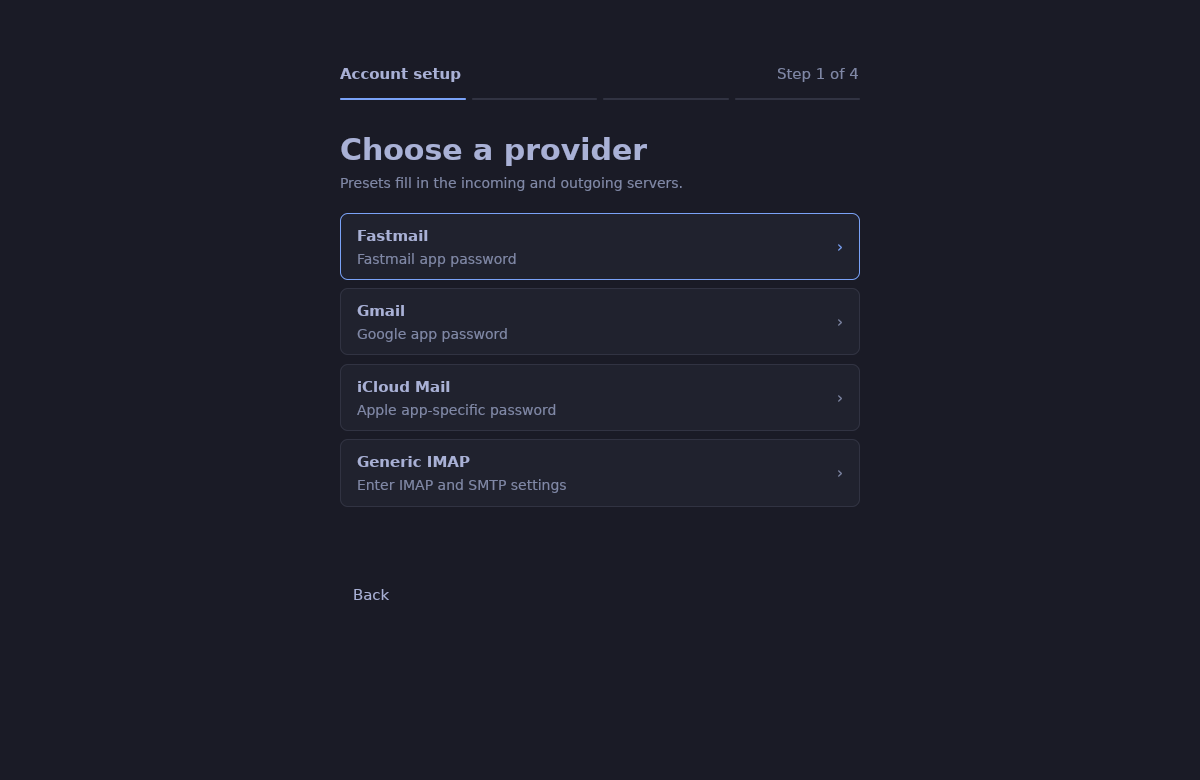 Account setup
Step 1 of 4
Choose a provider
Presets fill in the incoming and outgoing servers.
Fastmail
Fastmail app password
›
Gmail
Google app password
›
iCloud Mail
Apple app-specific password
›
Generic IMAP
Enter IMAP and SMTP settings
›
Back